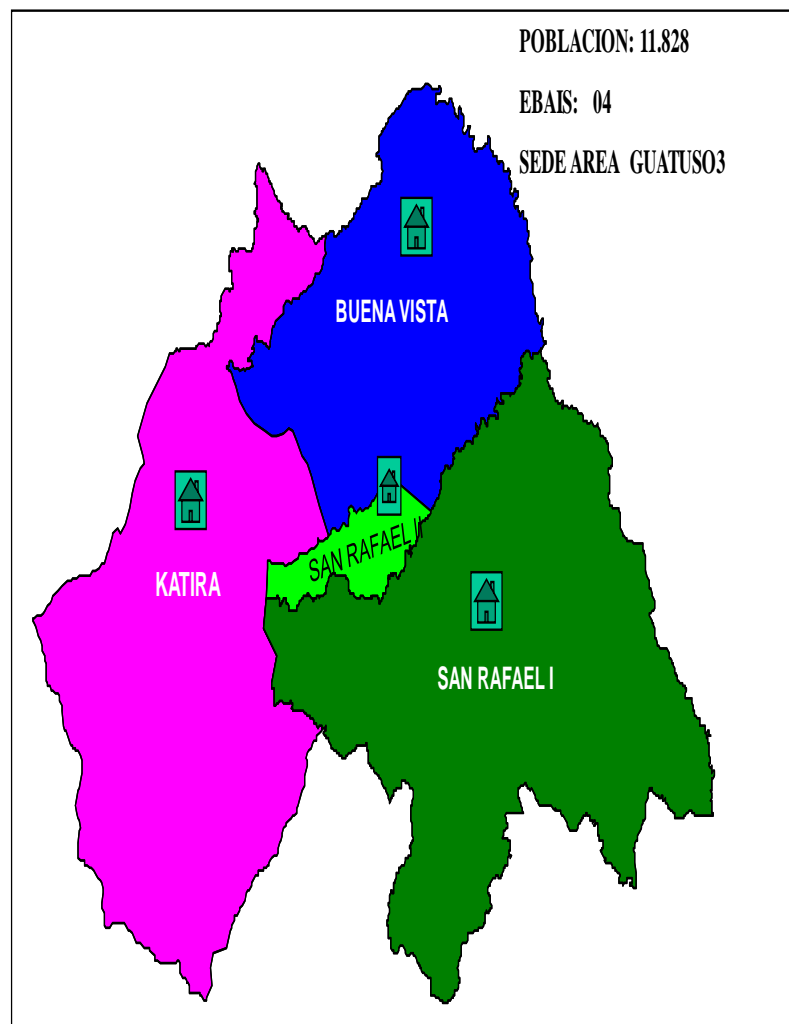 POBLACION: 11.828
EBAIS: 04
SEDE AREA GUATUSO3
BUENA VISTA
SAN RAFAEL II
KATIRA
SAN RAFAEL I